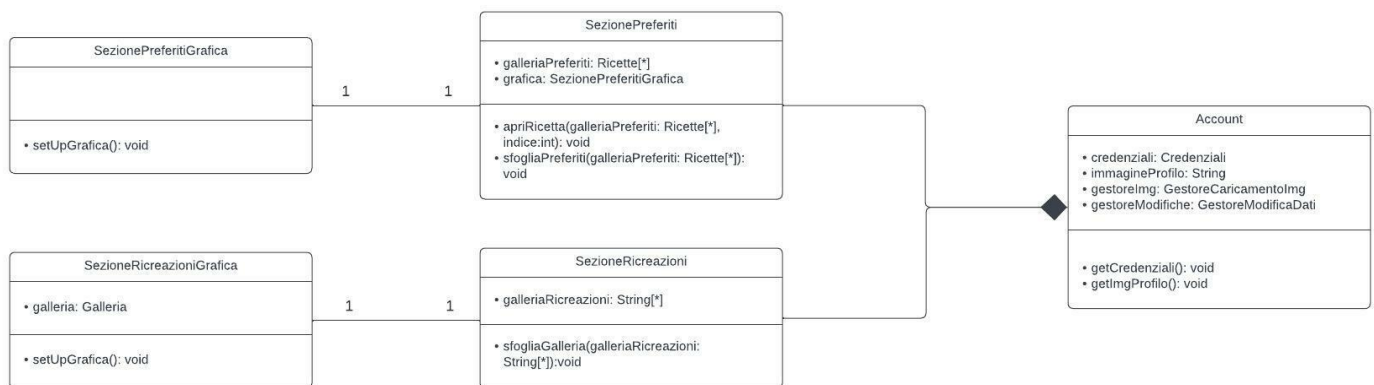 SezionePreferitiGrafica
• setUpGrafica(): void
1
1
SezionePreferiti
• galleriaPreferiti: Ricette[*]
• grafica: SezionePreferitiGrafica
• apriRicetta(galleriaPreferiti: Ricette[*],
indice:int): void
• sfogliaPreferiti(galleriaPreferiti: Ricette[*]):
void
Account
• credenziali: Credenziali
• immagineProfilo: String
• gestoreImg: GestoreCaricamentoImg
• gestoreModifiche: GestoreModificaDati
• getCredenziali(): void
• getImgProfilo(): void
SezioneRicreazioniGrafica
• galleria: Galleria
• setUpGrafica(): void
1
1
SezioneRicreazioni
• galleriaRicreazioni: String[*]
• sfogliaGalleria(galleriaRicreazioni:
String[*]):void